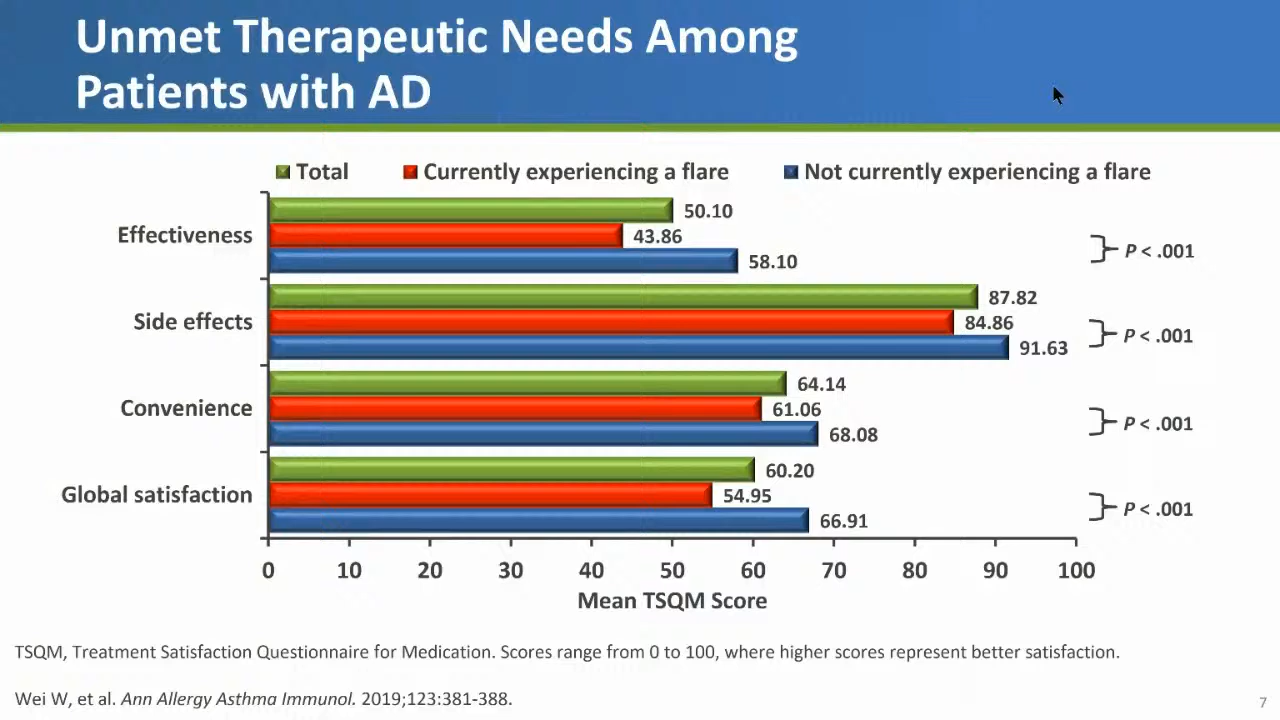 Unmet Therapeutic Needs Among
Patients with AD
Total Currently experiencing a flare Not currently experiencing a flare
Effectiveness
50.10
43.86
58.10
P < .001
Side effects
87.82
84.86
91.63
P < .001
Convenience
64.14
61.06
68.08
P < .001
Global satisfaction
60.20
54.95
66.91
P < .001
0 10 20 30 40 50 60 70 80 90 100
Mean TSQM Score
TSQM, Treatment Satisfaction Questionnaire for Medication. Scores range from 0 to 100, where higher scores represent better satisfaction.
Wei W, et al. Ann Allergy Asthma Immunol. 2019;123:381-388.
7